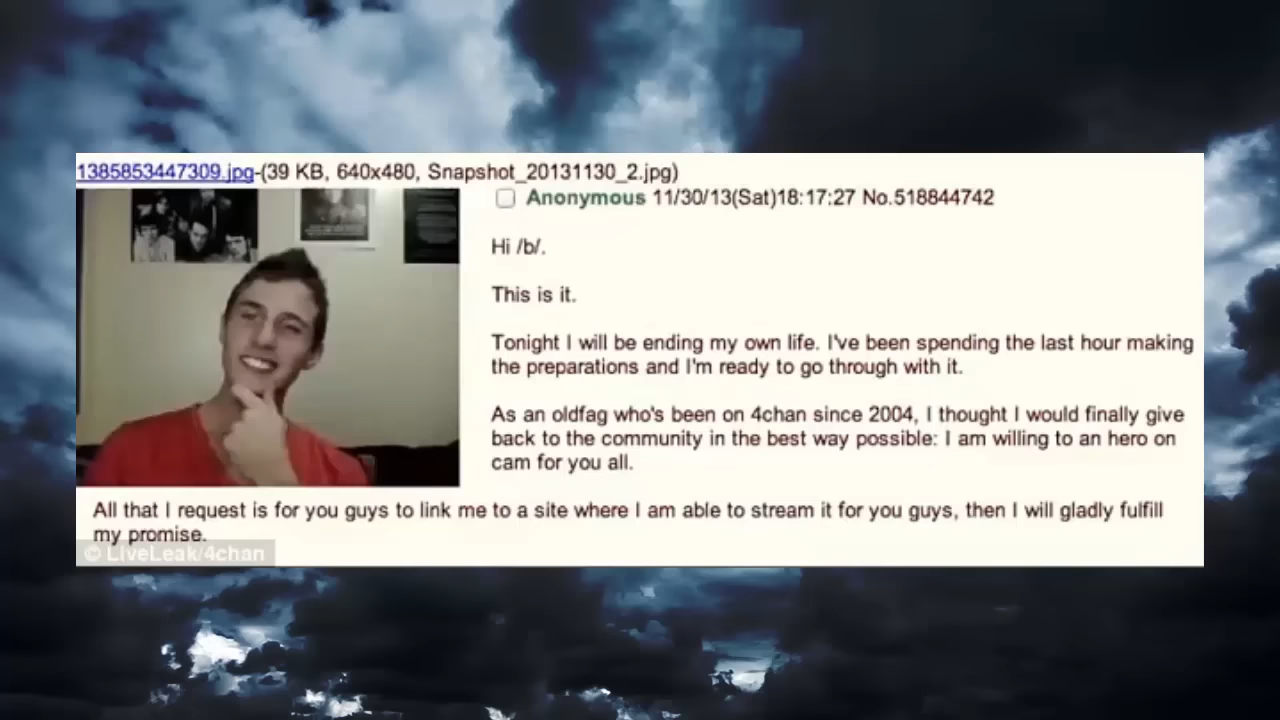 13858534447309.jpg-(39 KB, 640x480, Snapshot_20131130_2.jpg)
Anonymous 11/30/13(Sat)18:17:27 No.518844742
Hi /b/.
This is it.
Tonight I will be ending my own life. I've been spending the last hour making
the preparations and I'm ready to go through with it.
As an oldfag who's been on 4chan since 2004, I thought I would finally give
back to the community in the best way possible: I am willing to an hero on
cam for you all.
All that I request is for you guys to link me to a site where I am able to stream it for you guys, then I will gladly fulfill
my promise.
© LiveLeak/4chan